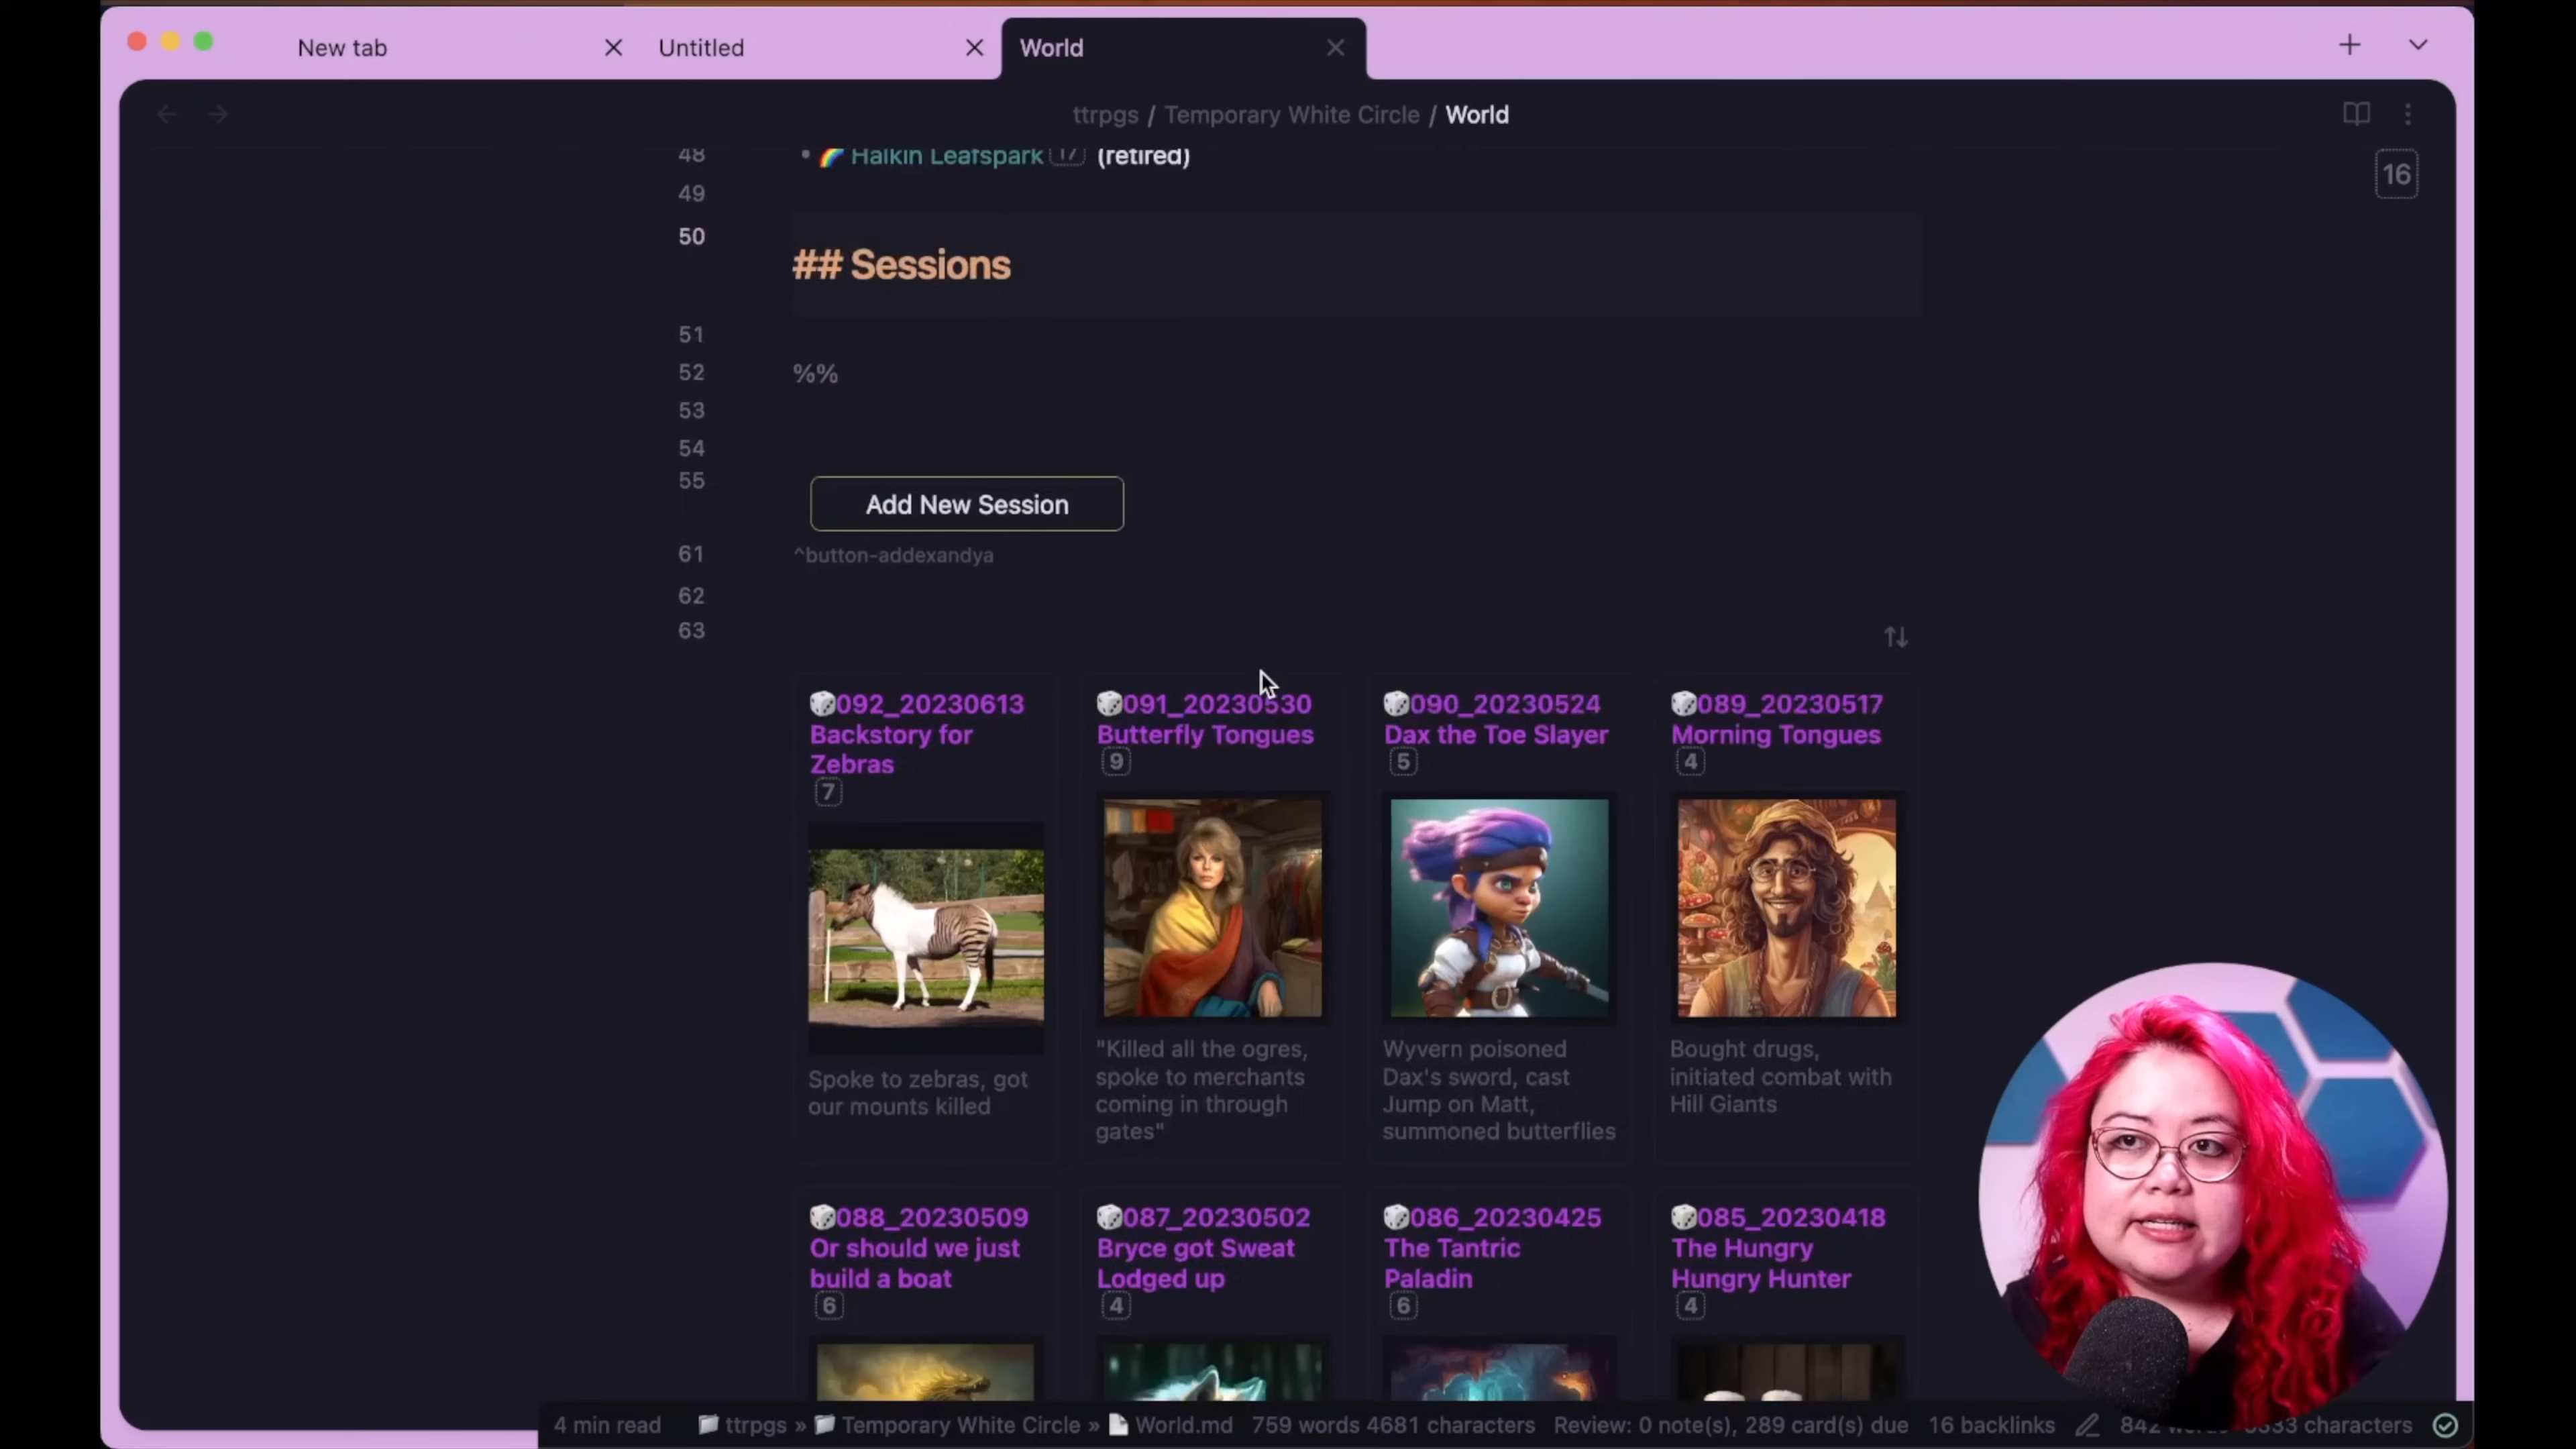 New tab
Untitled
World
ttrpgs / Temporary White Circle / World
48 • Halkin Leafspark 17 (retired)
16
49
50 ## Sessions
51
52 %%
53
54
55 Add New Session
61 ^button-addexandya
62
63
092_20230613
Backstory for
Zebras
7
Spoke to zebras, got
our mounts killed
091_20230530
Butterfly Tongues
9
"Killed all the ogres,
spoke to merchants
coming in through
gates"
090_20230524
Dax the Toe Slayer
5
Wyvern poisoned
Dax's sword, cast
Jump on Matt,
summoned butterflies
089_20230517
Morning Tongues
4
Bought drugs,
initiated combat with
Hill Giants
088_20230509
Or should we just
build a boat
6
087_20230502
Bryce got Sweat
Lodged up
4
086_20230425
The Tantric
Paladin
6
085_20230418
The Hungry
Hungry Hunter
4
4 min read ttrpgs » Temporary White Circle » World.md 759 words 4681 characters Review: 0 note(s), 289 card(s) due 16 backlinks characters